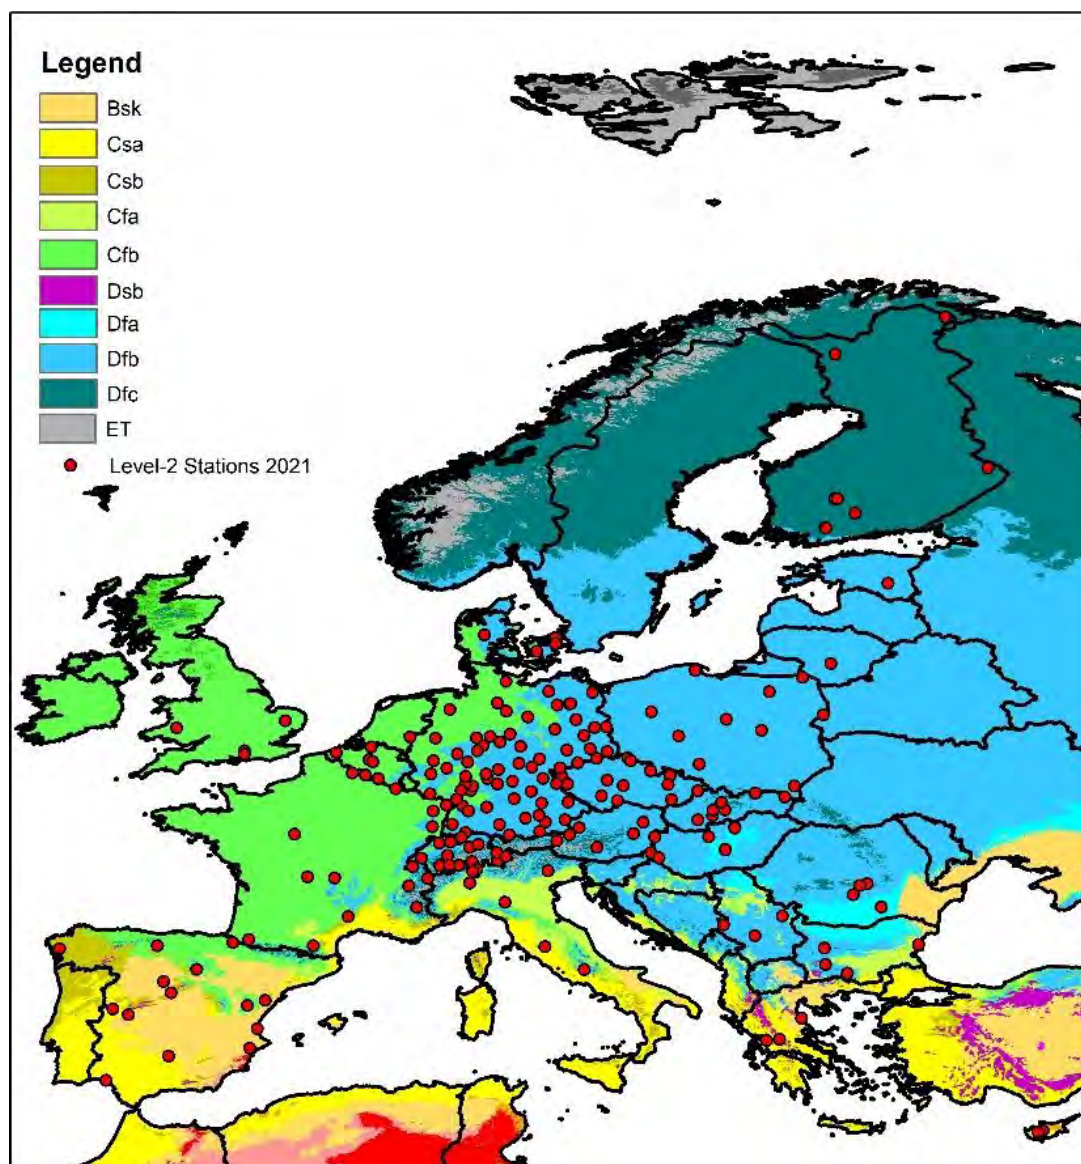 Legend
Bsk
Csa
Csb
Cfa
Cfb
Dsb
Dfa
Dfb
Dfc
ET
Level-2 Stations 2021